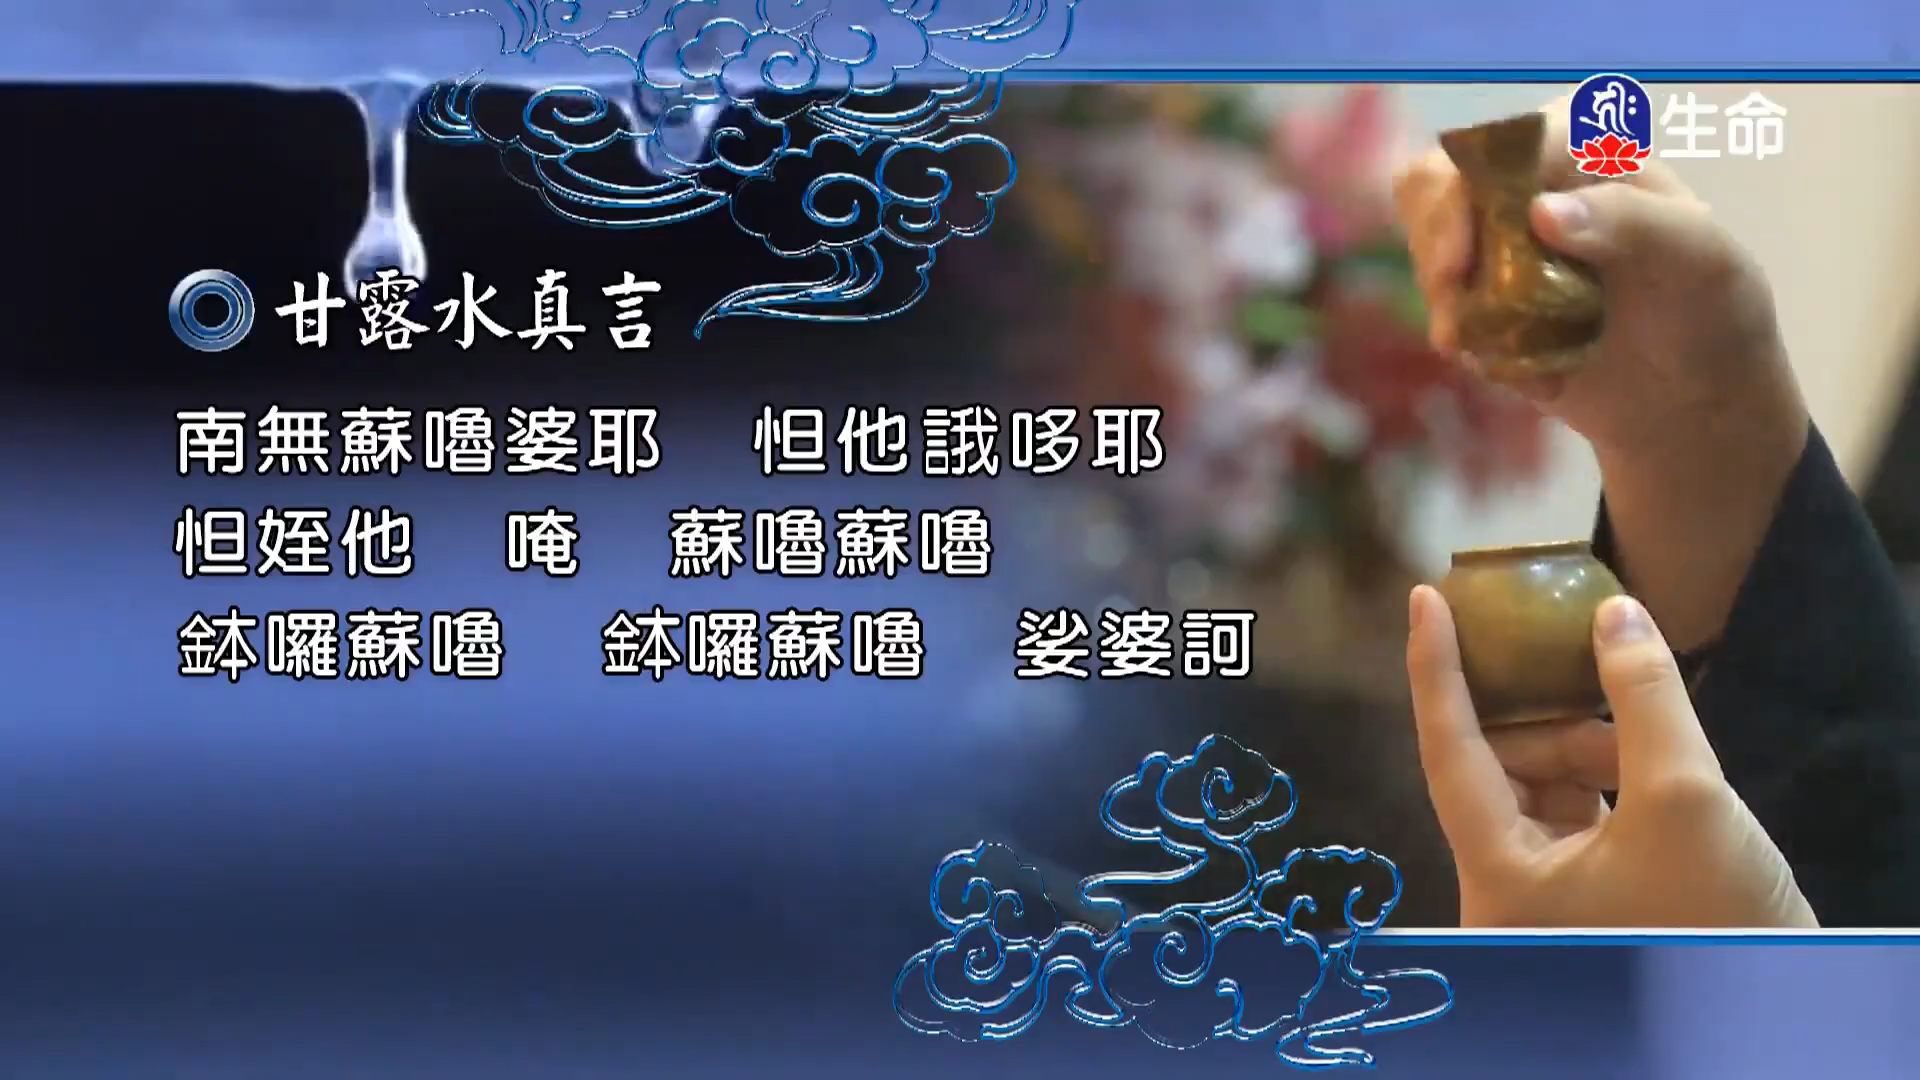 生命
甘露水真言
南無蘇嚕婆耶　怛他誐哆耶
怛姪他　唵　蘇嚕蘇嚕
鉢囉蘇嚕　鉢囉蘇嚕　娑婆訶